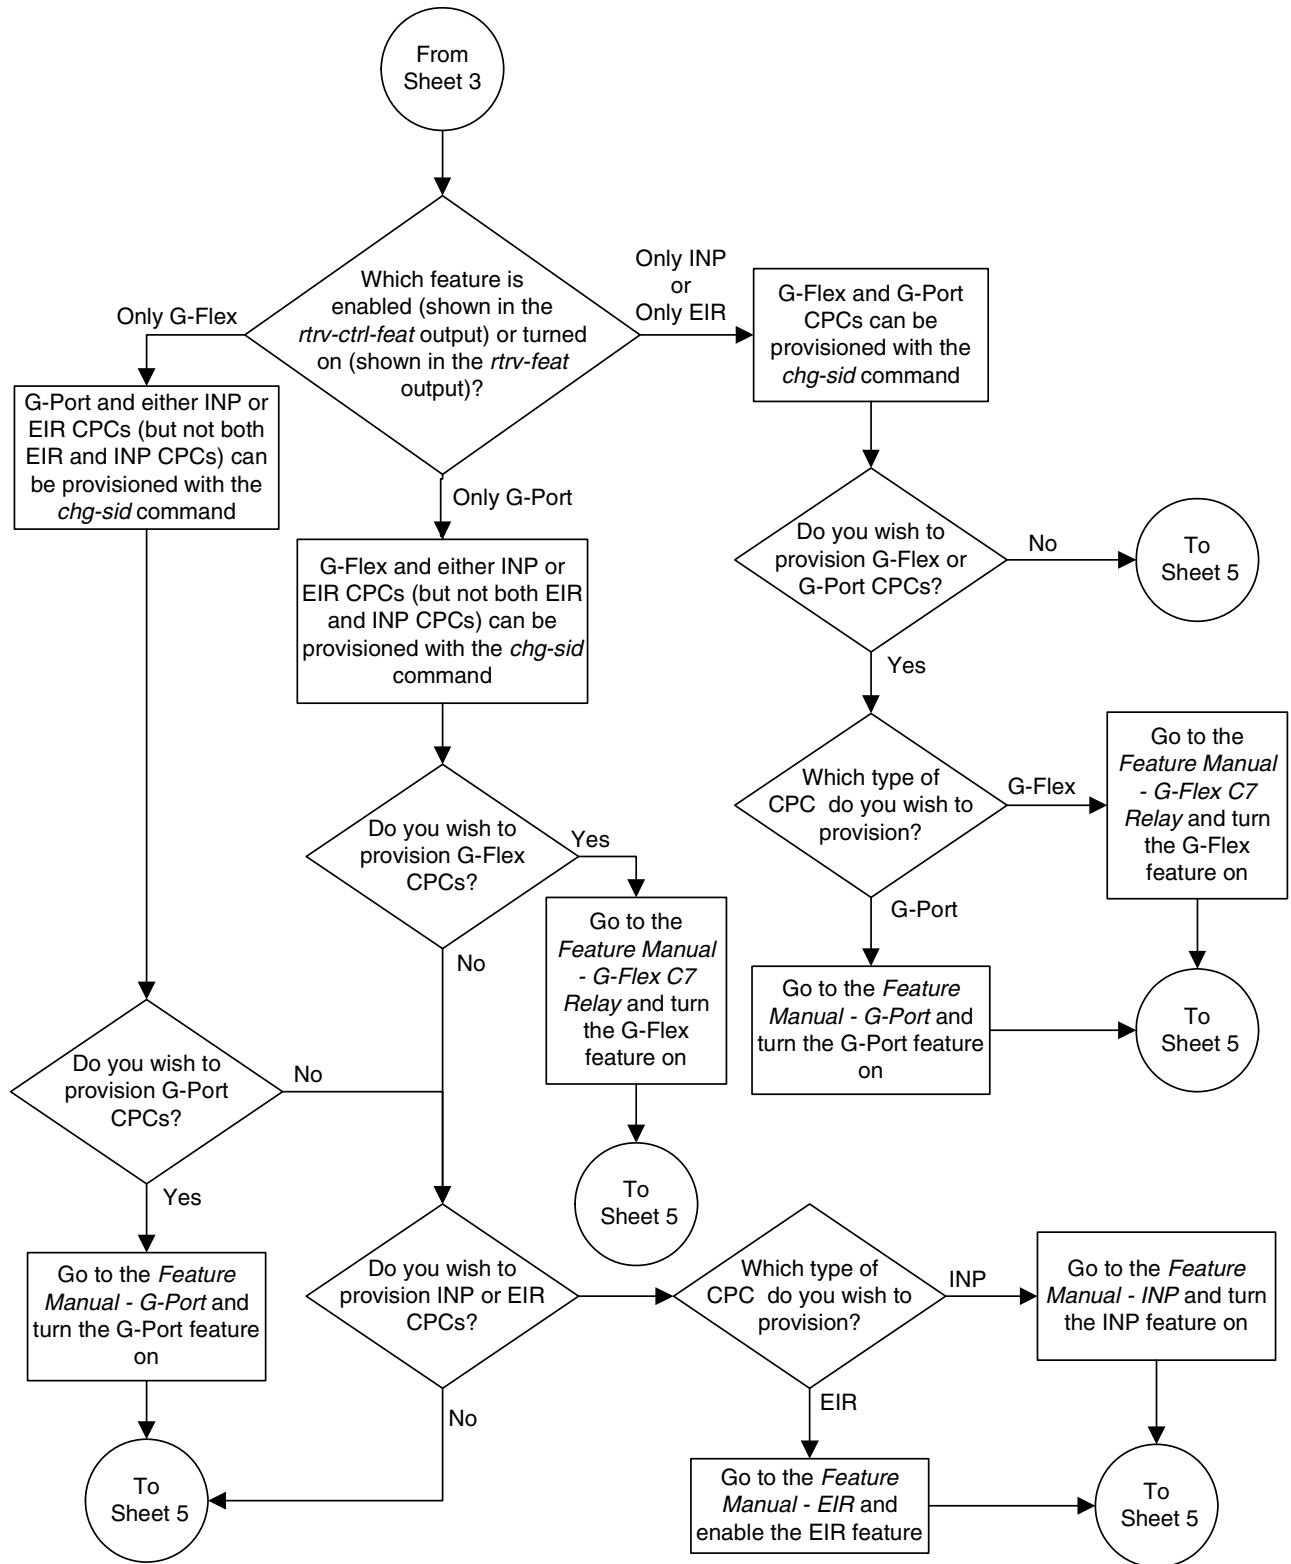 From
Sheet 3
Which feature is
enabled (shown in the
rtrv-ctrl-feat output) or turned
on (shown in the rtrv-feat
output)?
Only G-Flex
Only INP
or
Only EIR
Only G-Port
G-Flex and G-Port
CPCs can be
provisioned with the
chg-sid command
G-Port and either INP or
EIR CPCs (but not both
EIR and INP CPCs) can
be provisioned with the
chg-sid command
G-Flex and either INP or
EIR CPCs (but not both EIR
and INP CPCs) can be
provisioned with the chg-sid
command
Do you wish to
provision G-Flex or
G-Port CPCs?
No
To
Sheet 5
Yes
Which type of
CPC do you wish to
provision?
G-Flex
Go to the
Feature Manual
- G-Flex C7
Relay and turn
the G-Flex
feature on
G-Port
Go to the Feature
Manual - G-Port and
turn the G-Port feature
on
To
Sheet 5
Do you wish to
provision G-Flex
CPCs?
Yes
Go to the
Feature Manual
- G-Flex C7
Relay and turn
the G-Flex
feature on
No
To
Sheet 5
Do you wish to
provision G-Port
CPCs?
No
Yes
Go to the Feature
Manual - G-Port and
turn the G-Port feature
on
To
Sheet 5
Do you wish to
provision INP or EIR
CPCs?
No
Which type of
CPC do you wish to
provision?
INP
Go to the Feature
Manual - INP and turn
the INP feature on
EIR
Go to the Feature
Manual - EIR and
enable the EIR feature
To
Sheet 5